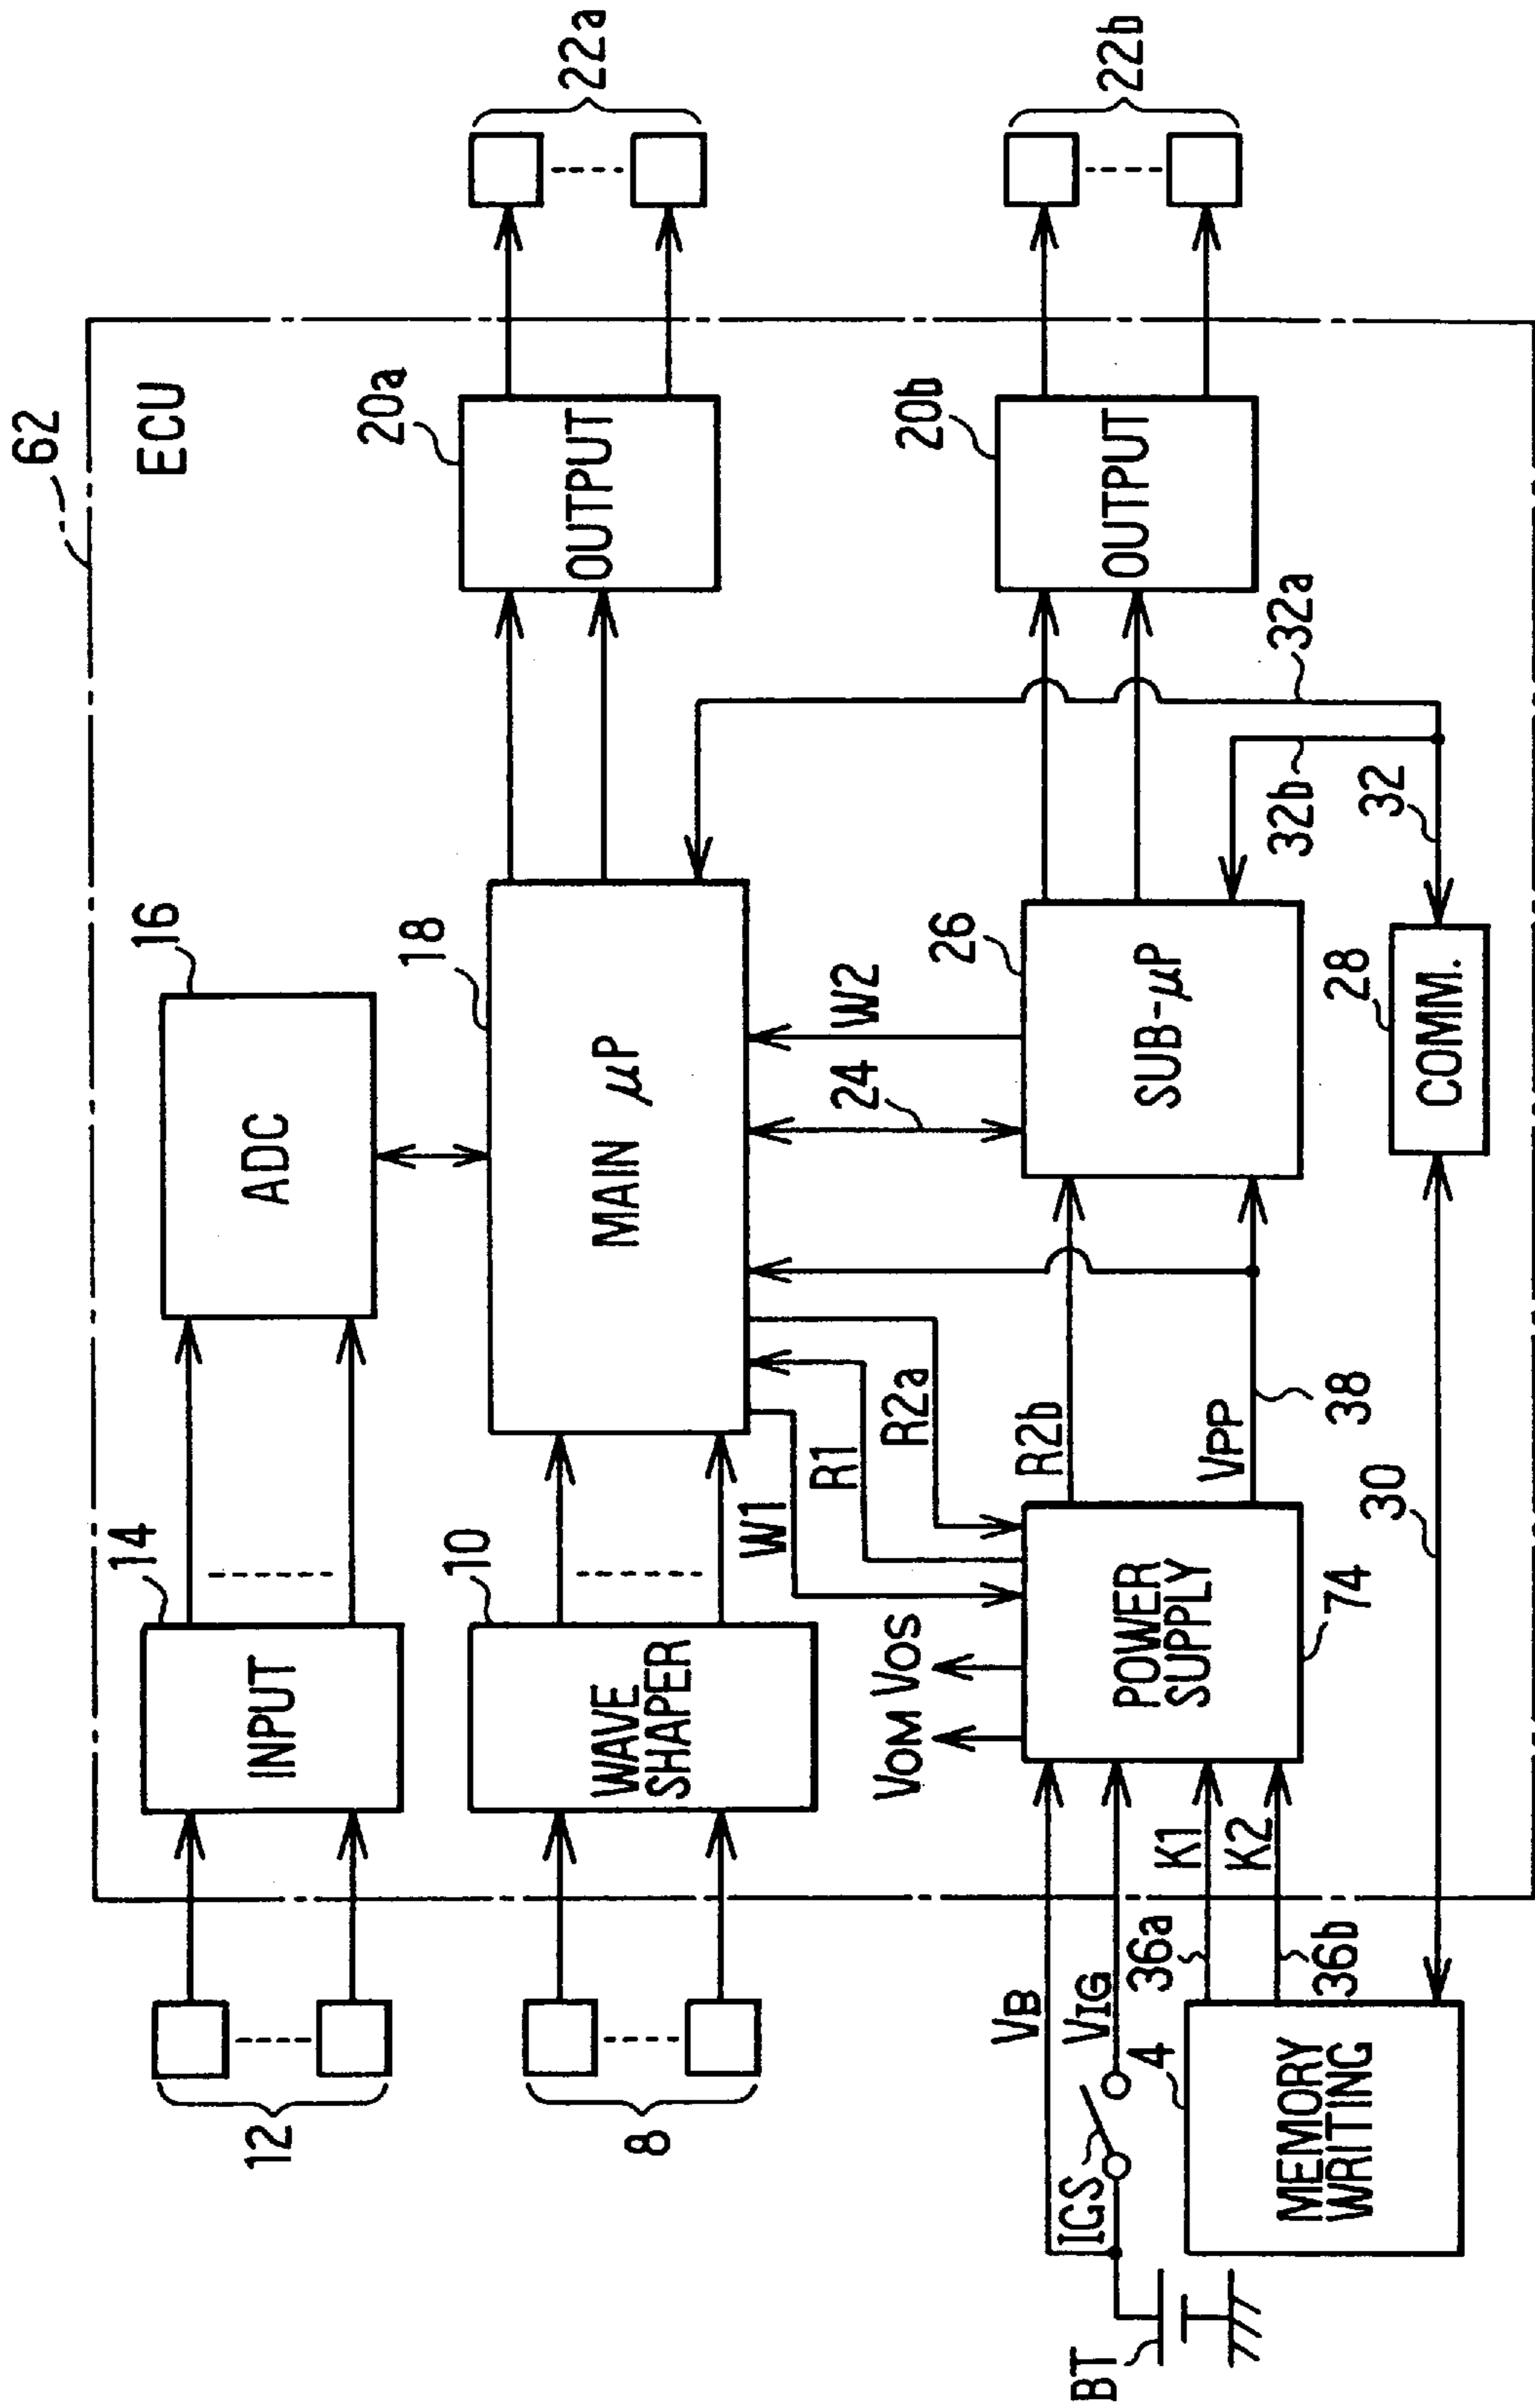 62
ECU
12
14
INPUT
16
ADC
8
10
WAVE
SHAPER
18
MAIN μP
20a
OUTPUT
22a
W1
R1
R2a
24
W2
VOM
VOS
BT
IGS
VB
VIG
36a
K1
K2
36b
4
MEMORY
WRITING
POWER
SUPPLY
74
R2b
VPP
38
26
SUB-μP
20b
OUTPUT
22b
32a
32b
32
30
28
COMM.